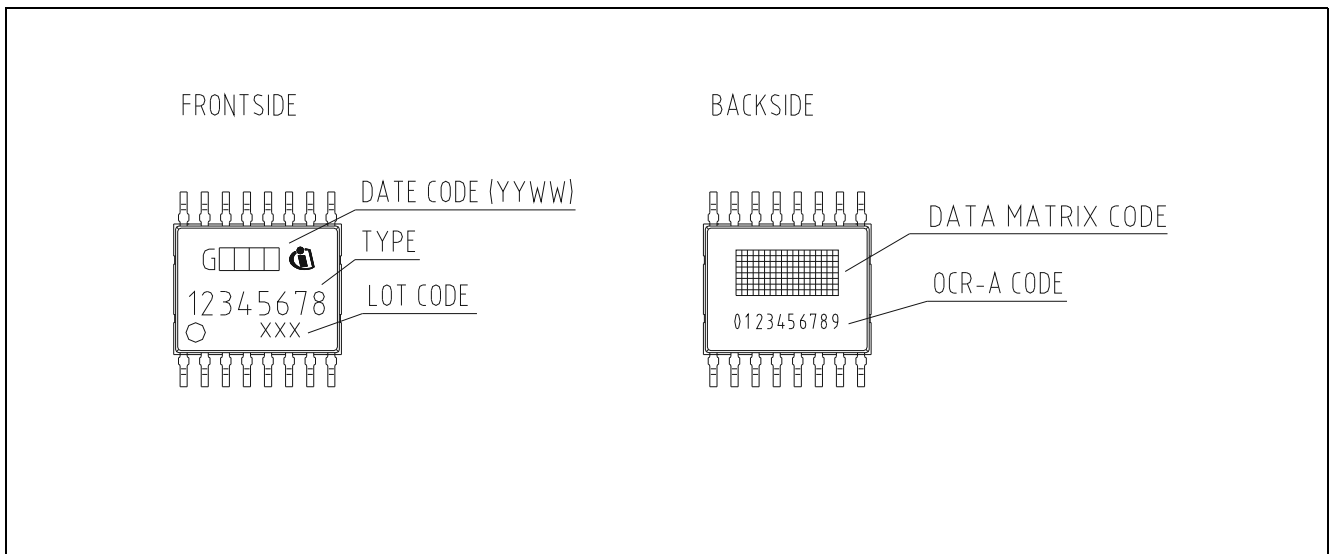 FRONTSIDE
DATE CODE (YYWW)
TYPE
G
12345678
LOT CODE
XXX
BACKSIDE
DATA MATRIX CODE
OCR-A CODE
0123456789